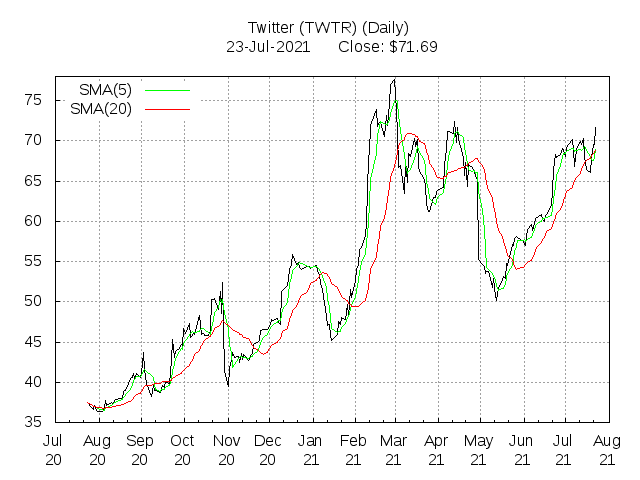 Twitter (TWTR) (Daily)
23-Jul-2021 Close: $71.69
SMA(5)
SMA(20)
75
70
65
60
55
50
45
40
35
Jul Aug Sep Oct Nov Dec Jan Feb Mar Apr May Jun Jul Aug
20 20 20 20 20 20 21 21 21 21 21 21 21 21